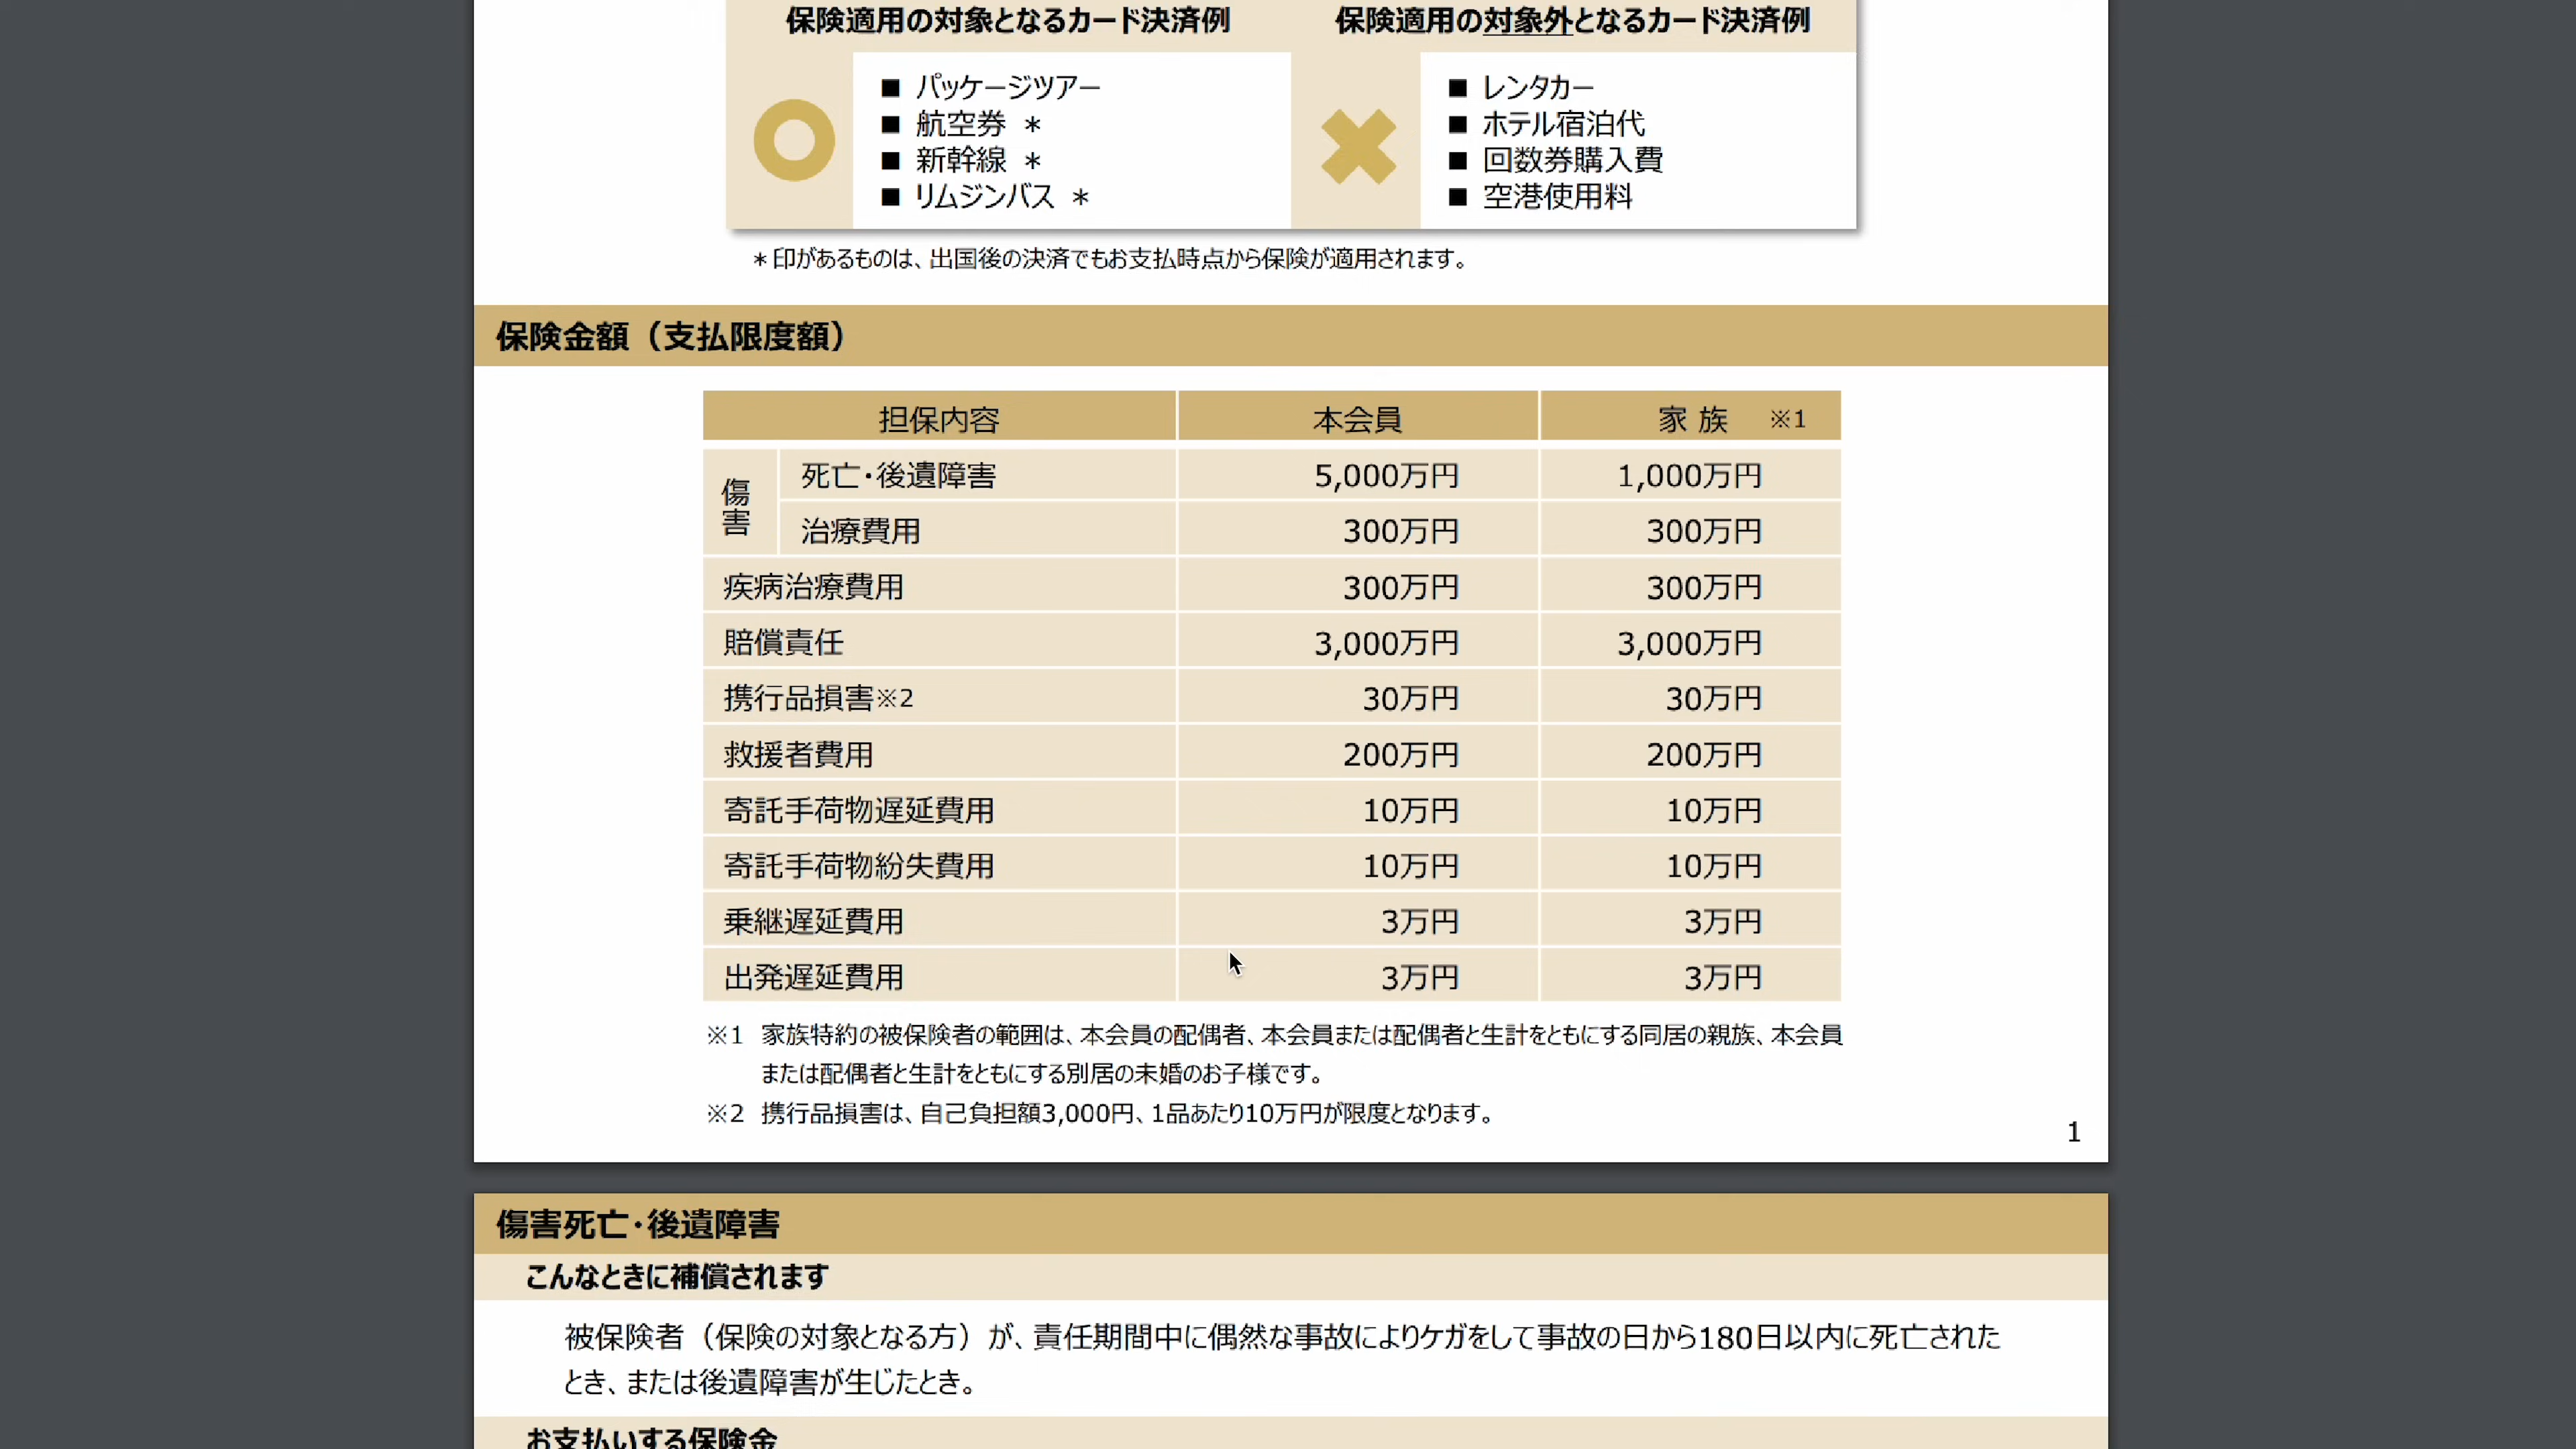 保険適用の対象となるカード決済例
保険適用の対象外となるカード決済例
■ パッケージツアー
■ 航空券 ＊
■ 新幹線 ＊
■ リムジンバス ＊
■ レンタカー
■ ホテル宿泊代
■ 回数券購入費
■ 空港使用料
＊印があるものは、出国後の決済でもお支払時点から保険が適用されます。
保険金額（支払限度額）
担保内容 本会員 家 族 ※1
傷害
死亡・後遺障害 5,000万円 1,000万円
治療費用 300万円 300万円
疾病治療費用 300万円 300万円
賠償責任 3,000万円 3,000万円
携行品損害※2 30万円 30万円
救援者費用 200万円 200万円
寄託手荷物遅延費用 10万円 10万円
寄託手荷物紛失費用 10万円 10万円
乗継遅延費用 3万円 3万円
出発遅延費用 3万円 3万円
※1 家族特約の被保険者の範囲は、本会員の配偶者、本会員または配偶者と生計をともにする同居の親族、本会員
または配偶者と生計をともにする別居の未婚のお子様です。
※2 携行品損害は、自己負担額3,000円、1品あたり10万円が限度となります。
1
傷害死亡・後遺障害
こんなときに補償されます
被保険者（保険の対象となる方）が、責任期間中に偶然な事故によりケガをして事故の日から180日以内に死亡された
とき、または後遺障害が生じたとき。
お支払いする保険金